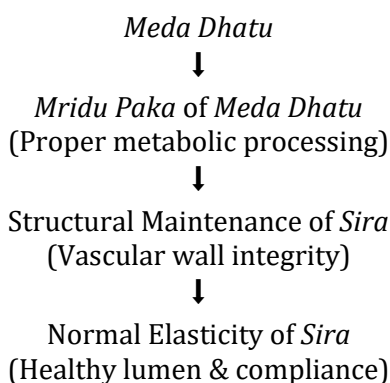 Meda Dhatu
Mridu Paka of Meda Dhatu
(Proper metabolic processing)
Structural Maintenance of Sira
(Vascular wall integrity)
Normal Elasticity of Sira
(Healthy lumen & compliance)